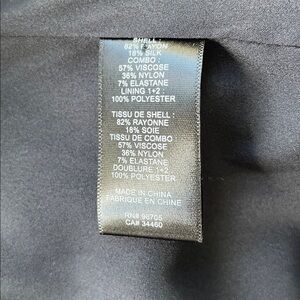 SHELL :
82% RAYON
18% SILK
COMBO :
57% VISCOSE
36% NYLON
7% ELASTANE
LINING 1+2 :
100% POLYESTER
TISSU DE SHELL :
82% RAYONNE
18% SOIE
TISSU DE COMBO :
57% VISCOSE
36% NYLON
7% ELASTANE
DOUBLURE 1+2 :
100% POLYESTER
MADE IN CHINA
FABRIQUE EN CHINE
RN# 98705
CA# 34460